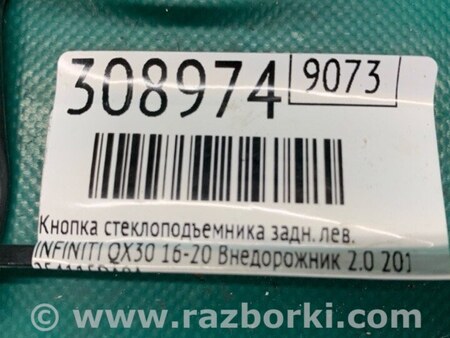 308974 9073
Кнопка стеклоподъемника задн. лев.
INFINITI QX30 16-20 Внедорожник 2.0 201
© www.razborki.com